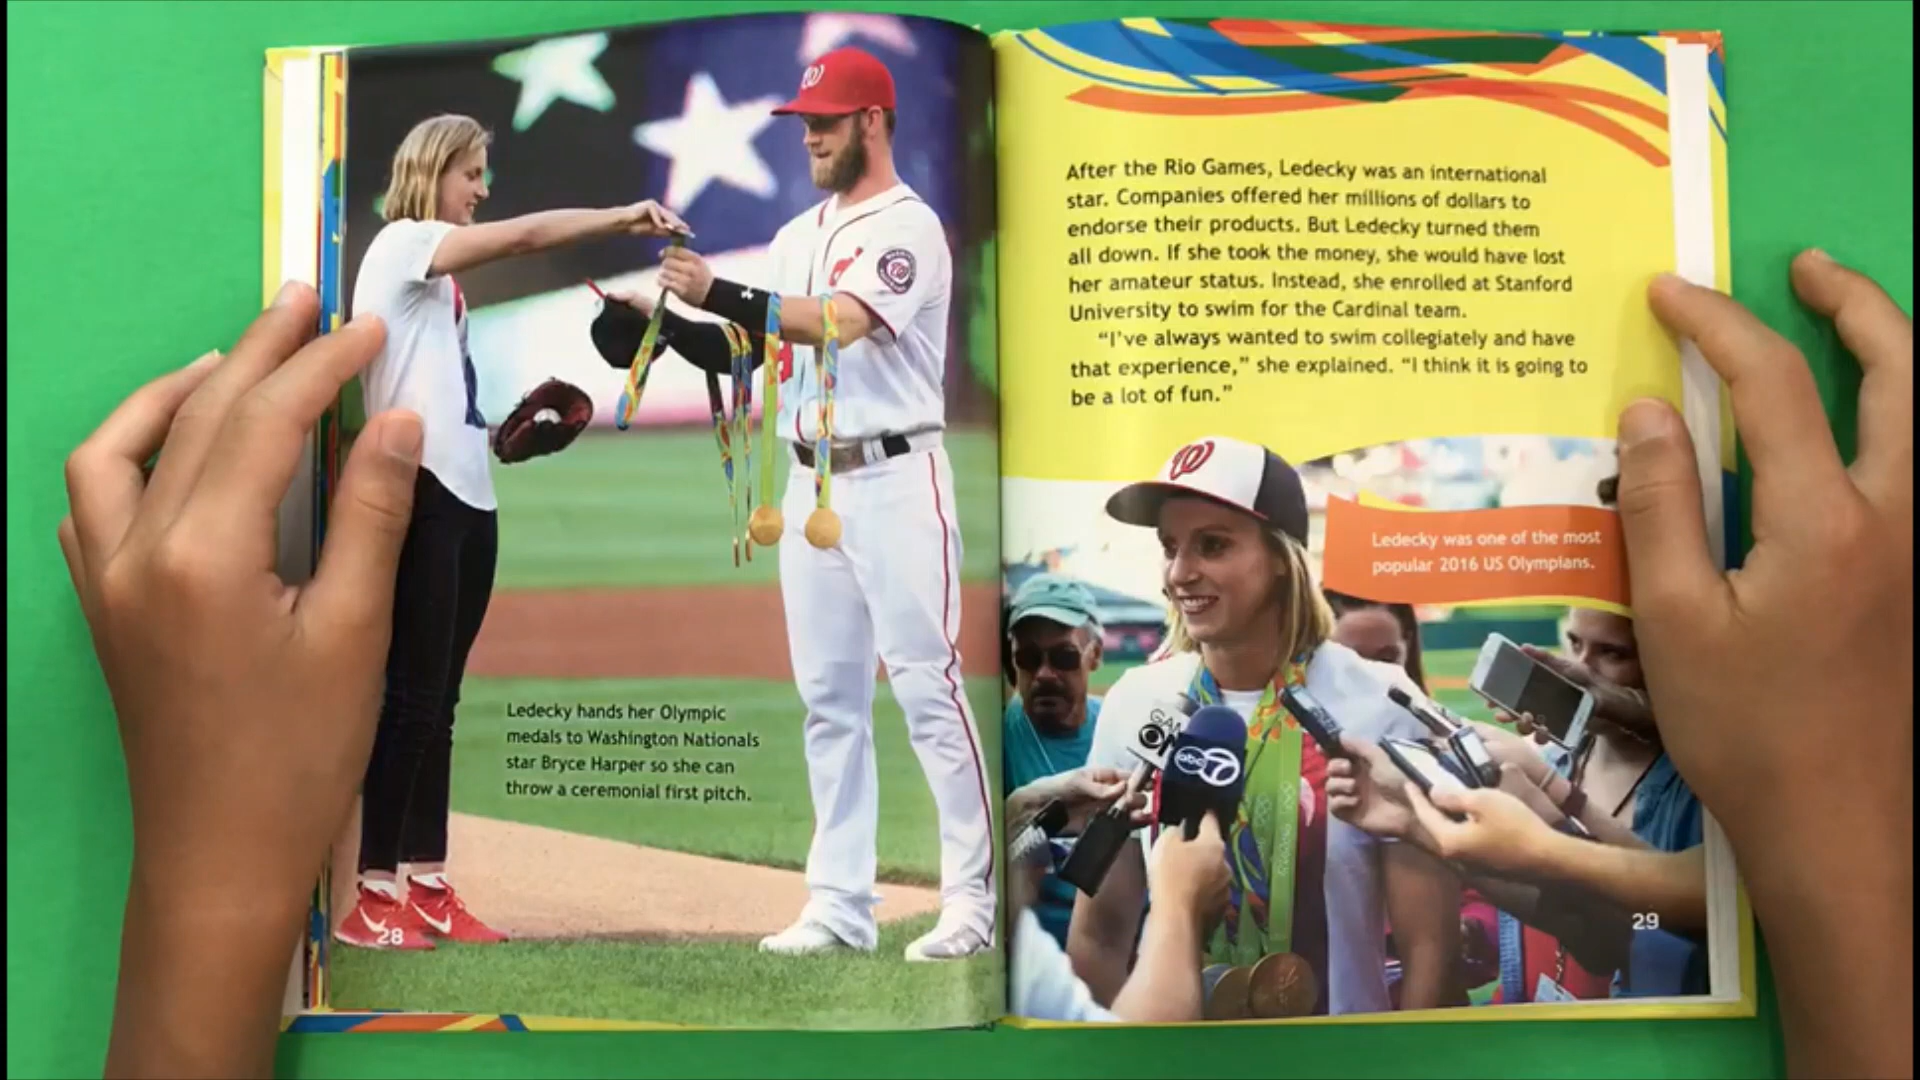 Ledecky hands her Olympic
medals to Washington Nationals
star Bryce Harper so she can
throw a ceremonial first pitch.
28
After the Rio Games, Ledecky was an international
star. Companies offered her millions of dollars to
endorse their products. But Ledecky turned them
all down. If she took the money, she would have lost
her amateur status. Instead, she enrolled at Stanford
University to swim for the Cardinal team.
“I’ve always wanted to swim collegiately and have
that experience,” she explained. “I think it is going to
be a lot of fun.”
W
Ledecky was one of the most
popular 2016 US Olympians.
abc 7
29